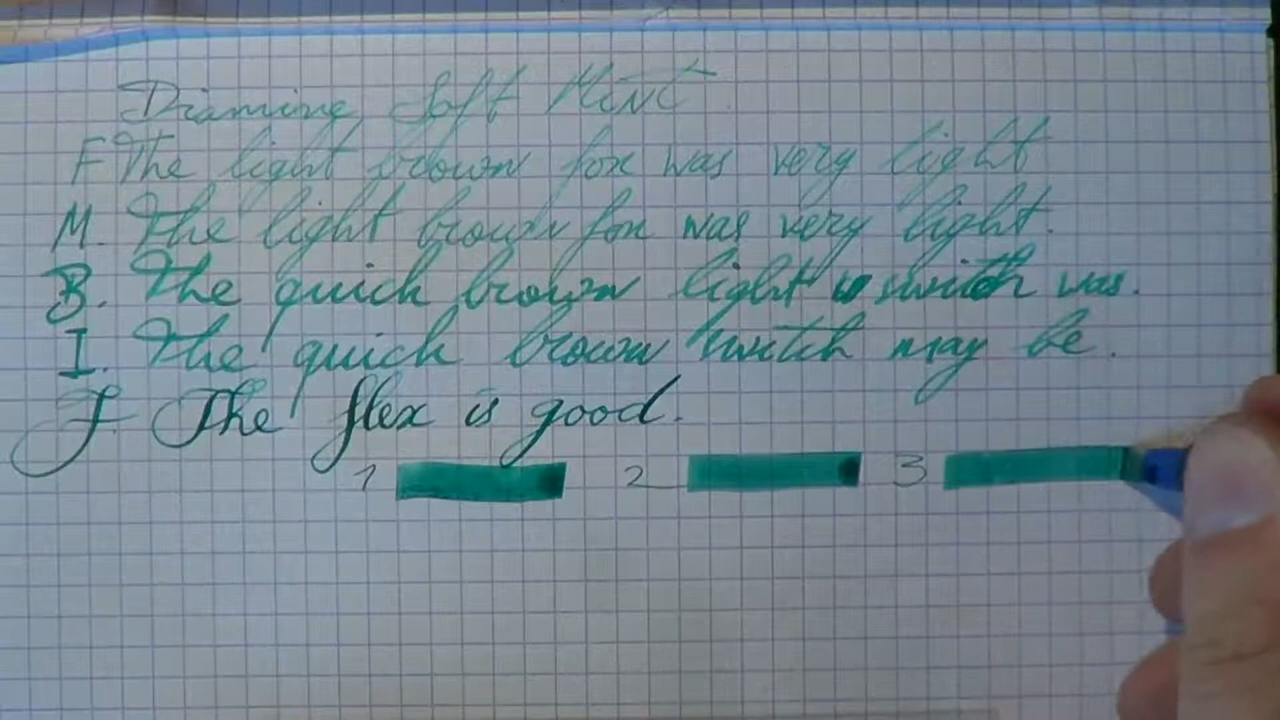 Diamine Soft Mint
F The light brown fox was very light
M. The light brown fox was very light.
B. The quick brown light switch was.
I. The quick brown switch may be.
F. The flex is good.
1 2 3